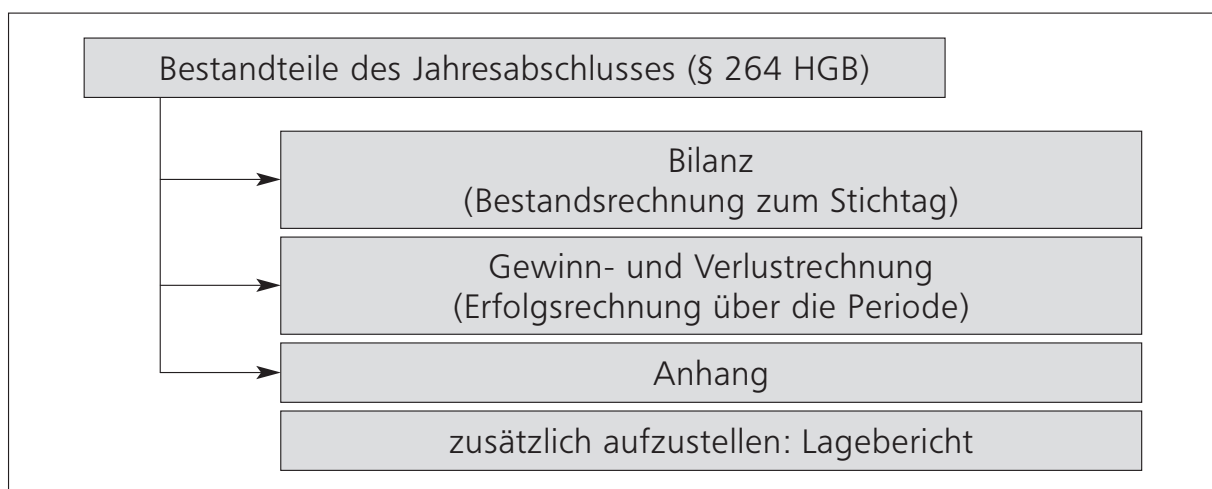 Bestandteile des Jahresabschlusses (§ 264 HGB)
Bilanz
(Bestandsrechnung zum Stichtag)
Gewinn- und Verlustrechnung
(Erfolgsrechnung über die Periode)
Anhang
zusätzlich aufzustellen: Lagebericht